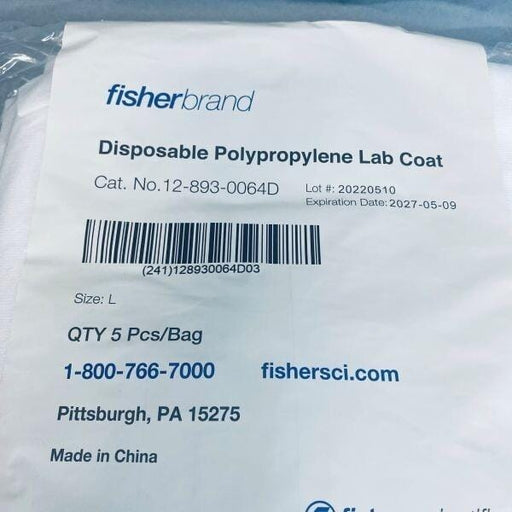 fisherbrand
Disposable Polypropylene Lab Coat
Cat. No.12-893-0064D
Lot #: 20220510
Expiration Date: 2027-05-09
(241)128930064D03
Size: L
QTY 5 Pcs/Bag
1-800-766-7000 fishersci.com
Pittsburgh, PA 15275
Made in China